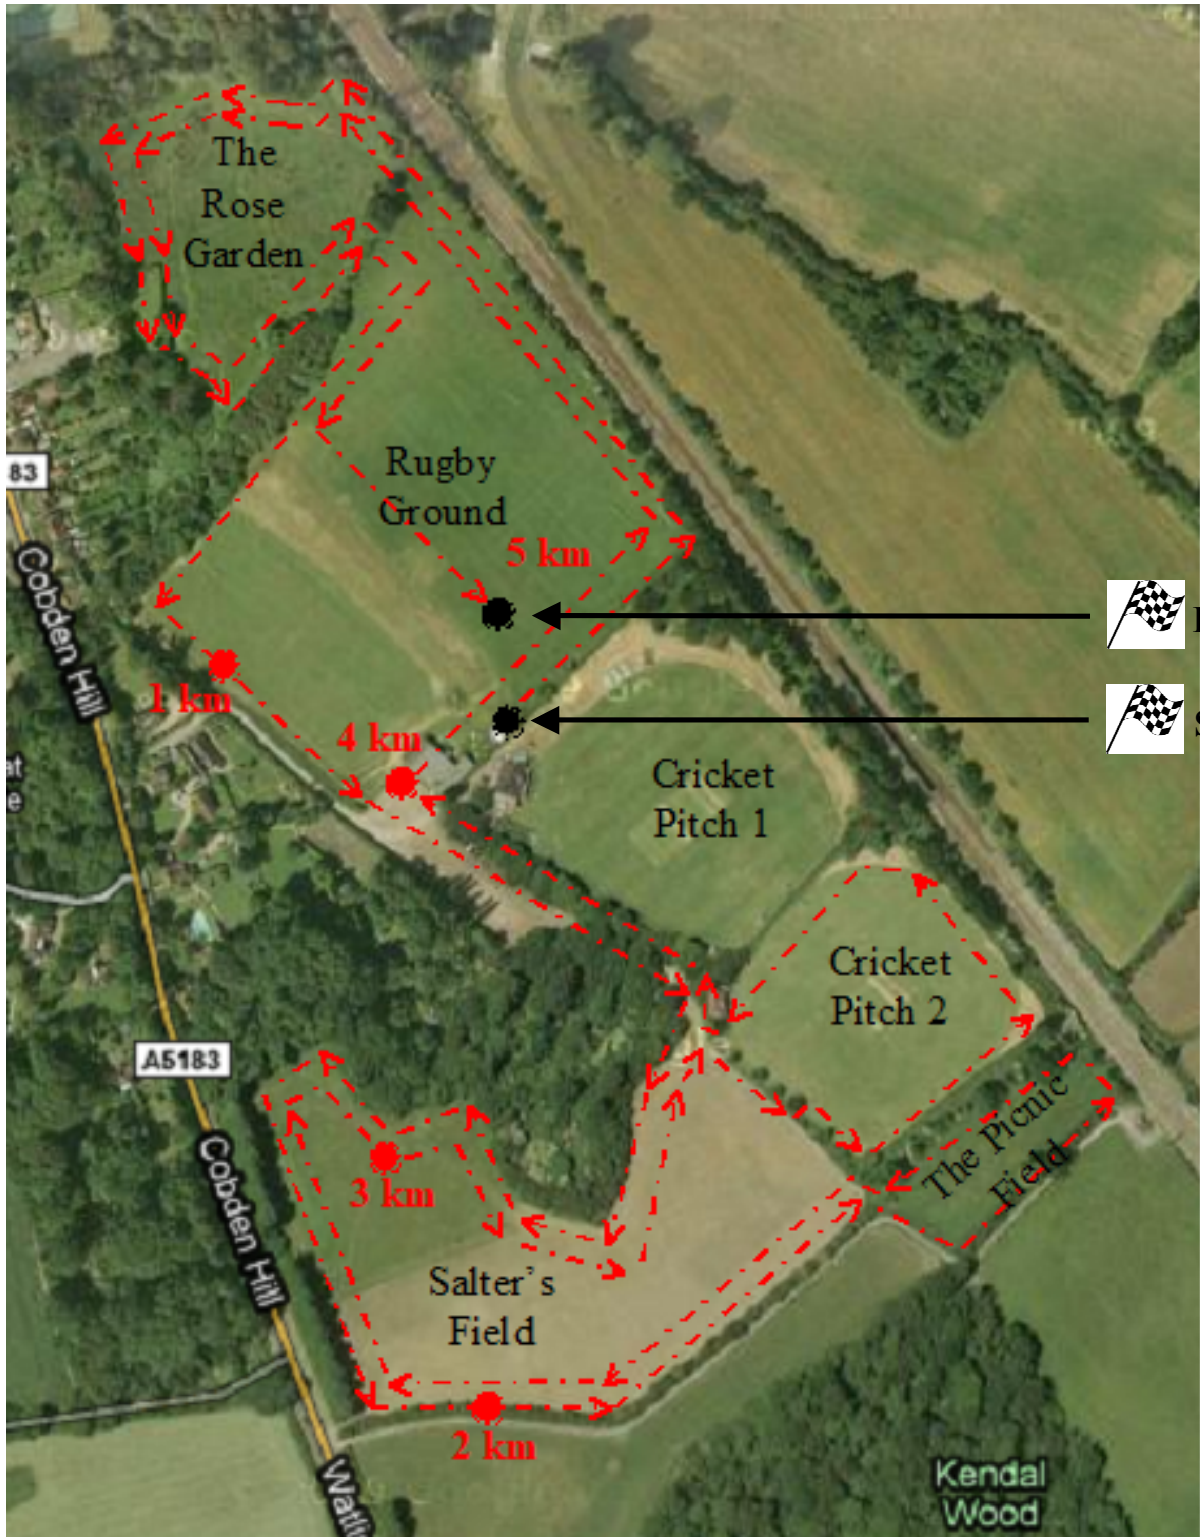 The
Rose
Garden
Rugby
Ground
83
5 km
Cobden Hill
1 km
4 km
Cricket
Pitch 1
Cricket
Pitch 2
A5183
The Picnic
Field
3 km
Cobden Hill
Salter's
Field
2 km
Kendal
Wood